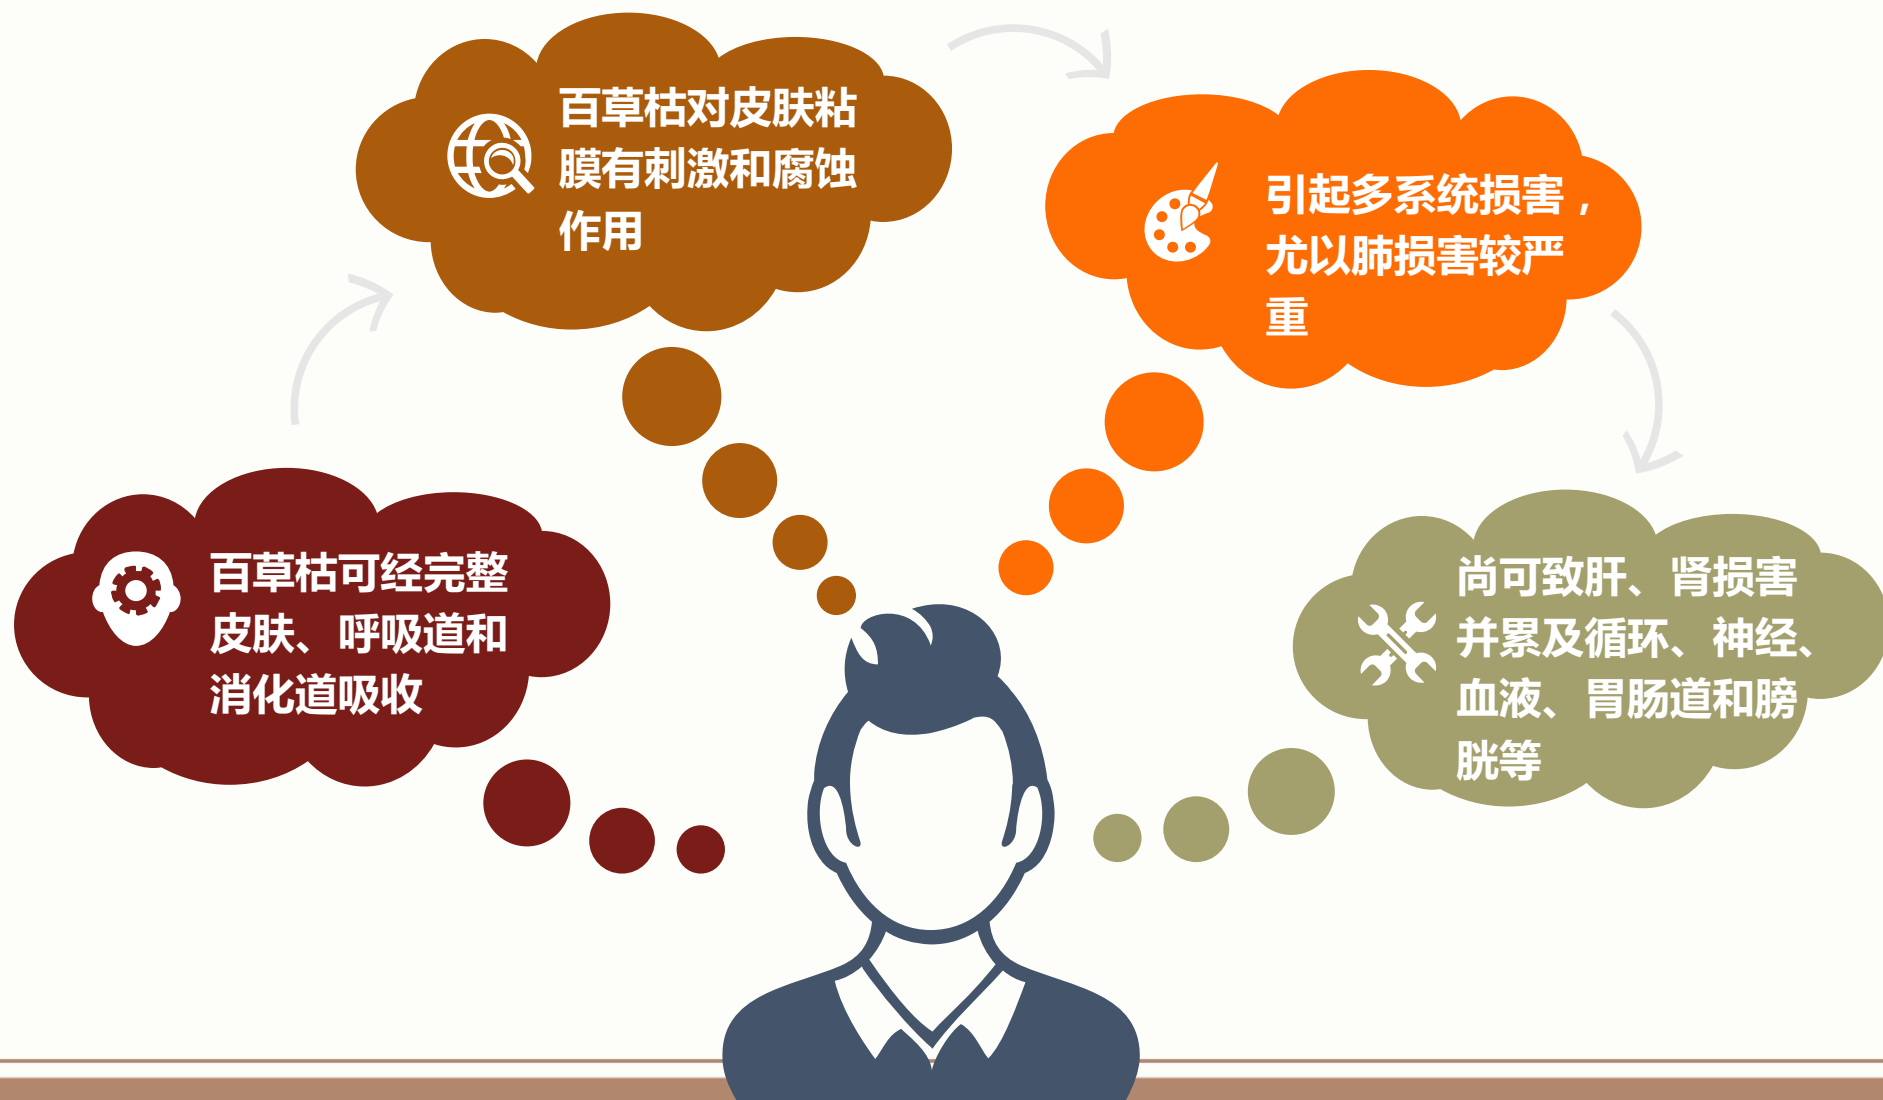 百草枯可经完整
皮肤、呼吸道和
消化道吸收
百草枯对皮肤粘
膜有刺激和腐蚀
作用
引起多系统损害，
尤以肺损害较严
重
尚可致肝、肾损害
并累及循环、神经、
血液、胃肠道和膀
胱等